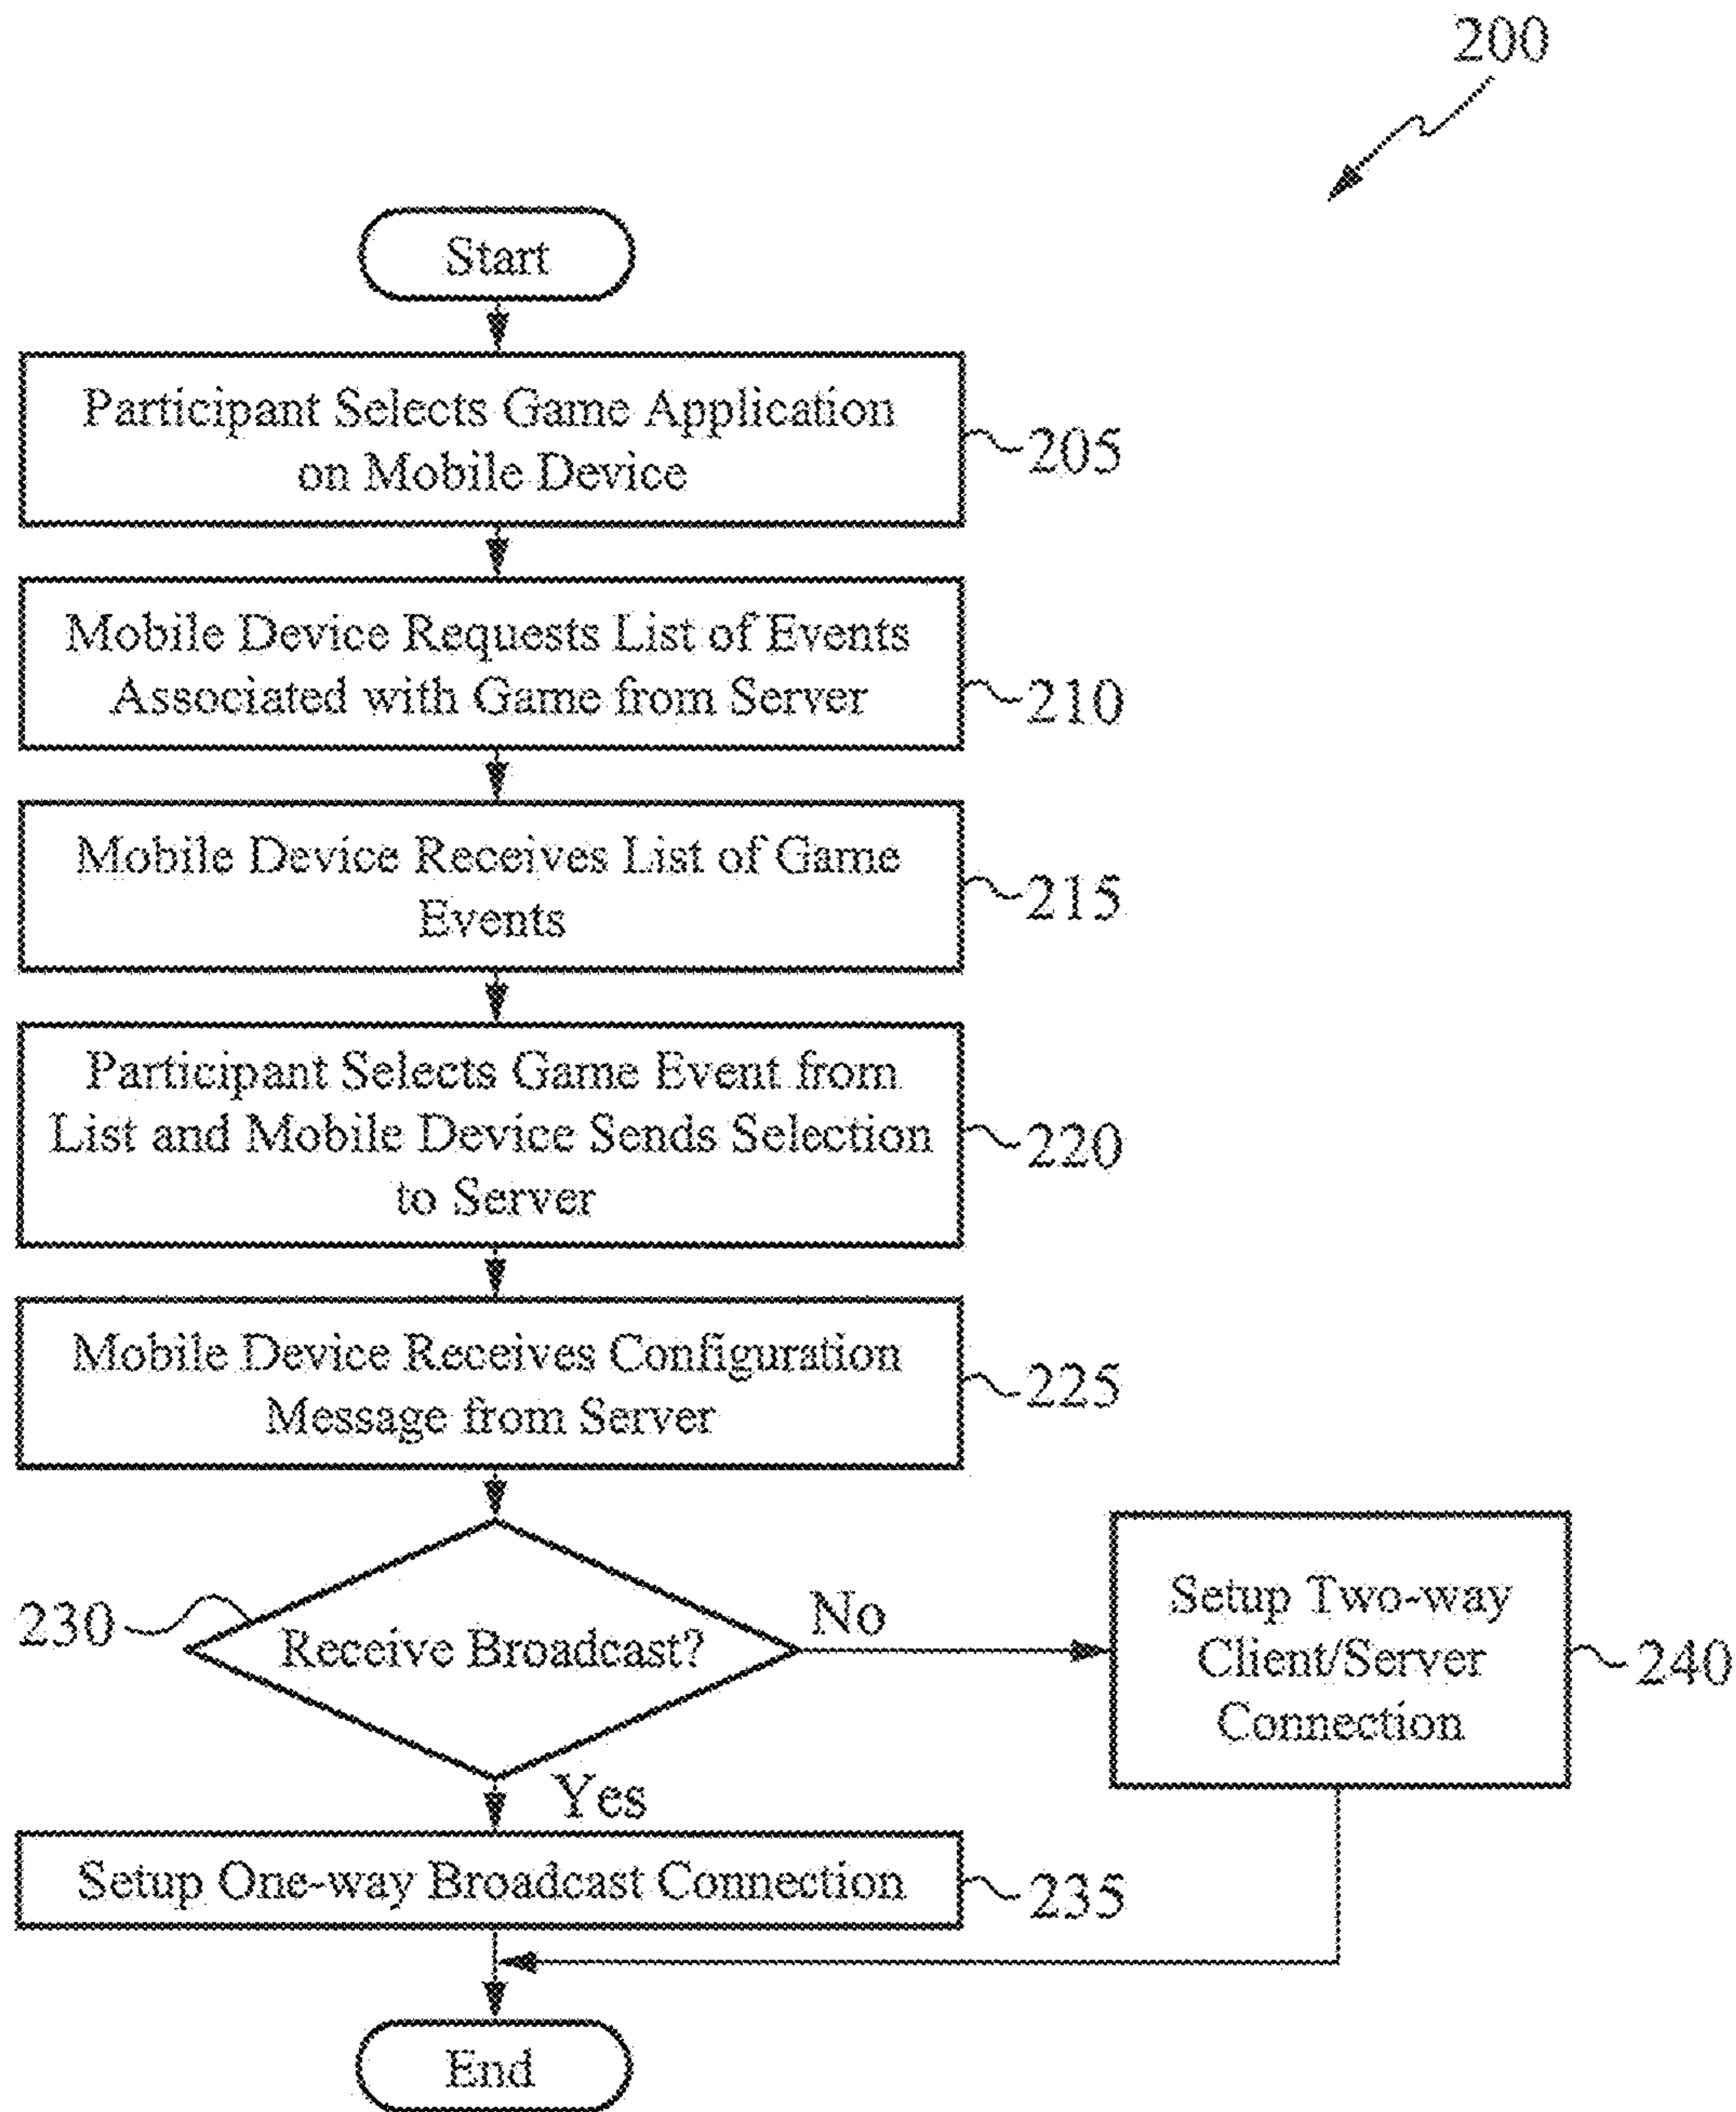 200
Start
Participant Selects Game Application
on Mobile Device
205
Mobile Device Requests List of Events
Associated with Game from Server
210
Mobile Device Receives List of Game
Events
215
Participant Selects Game Event from
List and Mobile Device Sends Selection
to Server
220
Mobile Device Receives Configuration
Message from Server
225
230
Receive Broadcast?
No
Setup Two-way
Client/Server
Connection
240
Yes
Setup One-way Broadcast Connection
235
End